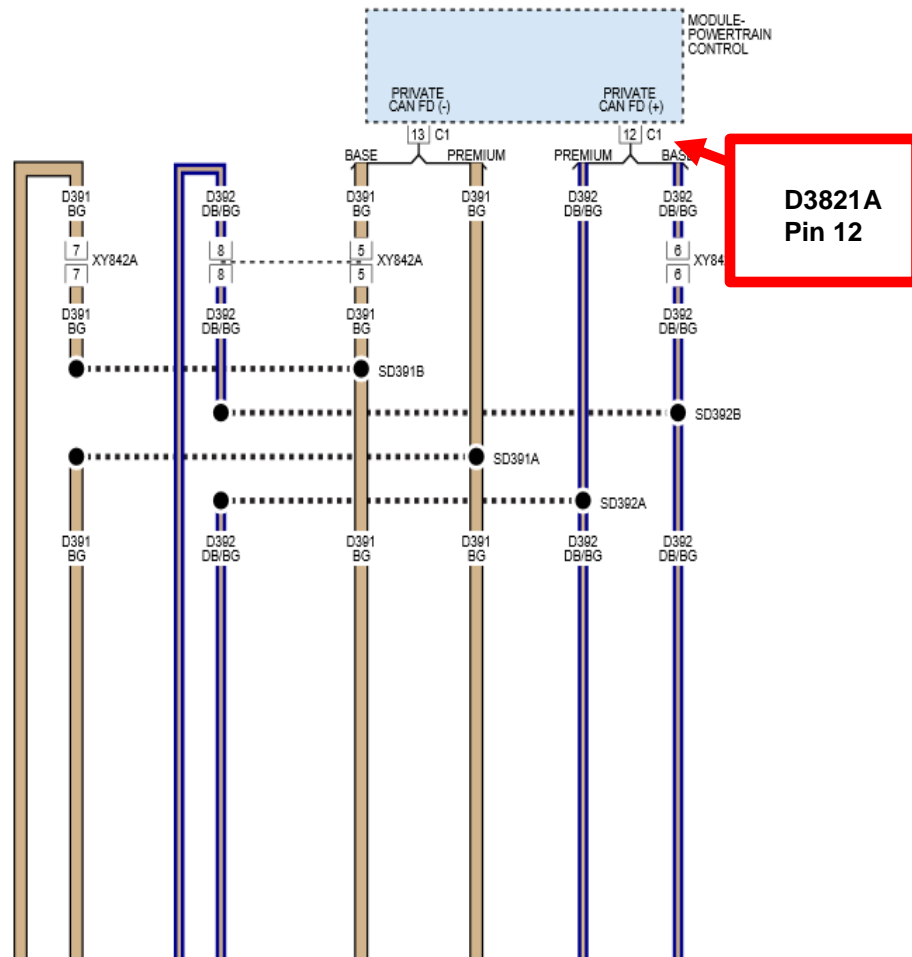 MODULE-
POWERTRAIN
CONTROL
PRIVATE
CAN FD (-)
PRIVATE
CAN FD (+)
13 C1
12 C1
BASE
PREMIUM
PREMIUM
BASE
D3821A
Pin 12
D391
BG
D392
DB/BG
D391
BG
D391
BG
D392
DB/BG
D392
DB/BG
7
7
XY842A
8
8
5
5
XY842A
6
6
XY84
D391
BG
D392
DB/BG
D391
BG
D392
DB/BG
SD391B
SD392B
SD391A
SD392A
D391
BG
D392
DB/BG
D391
BG
D391
BG
D392
DB/BG
D392
DB/BG